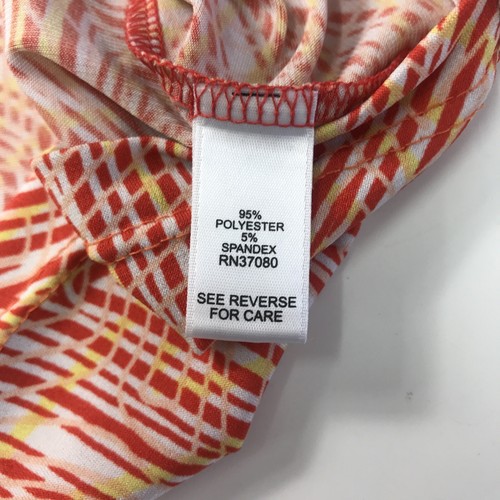 95%
POLYESTER
5%
SPANDEX
RN37080
SEE REVERSE
FOR CARE